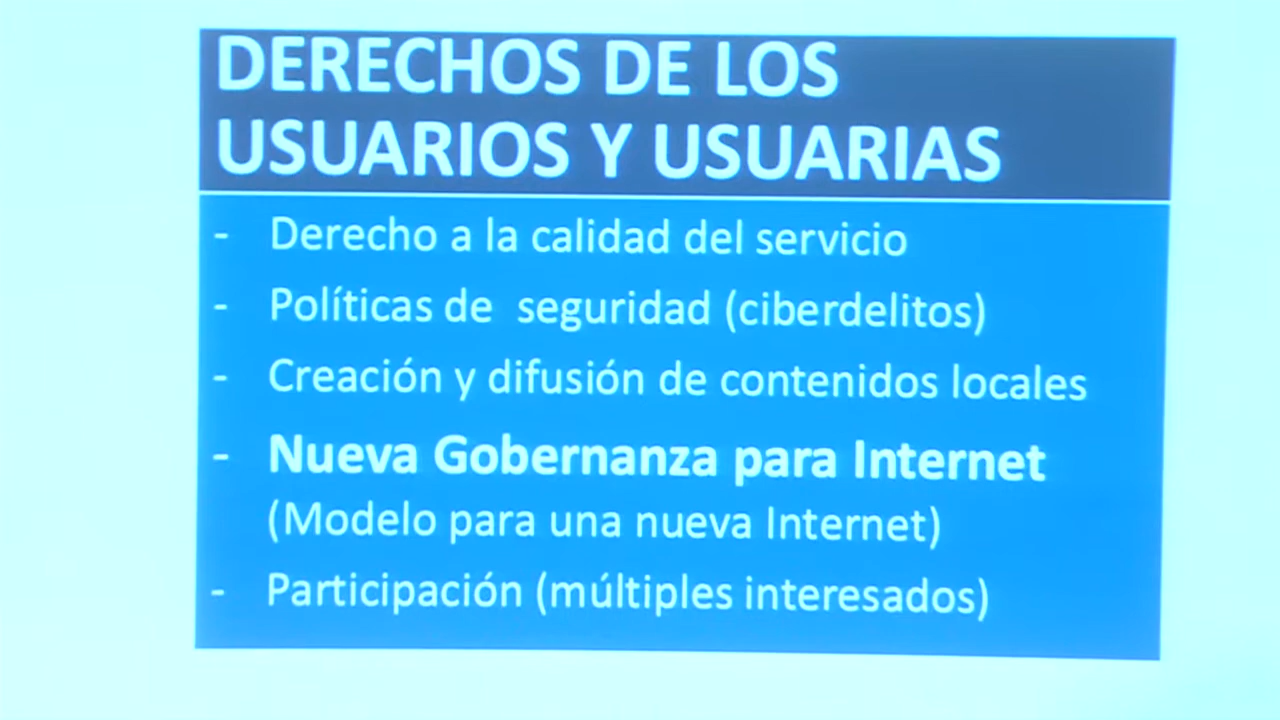 DERECHOS DE LOS
USUARIOS Y USUARIAS
- Derecho a la calidad del servicio
- Políticas de seguridad (ciberdelitos)
- Creación y difusión de contenidos locales
- Nueva Gobernanza para Internet
(Modelo para una nueva Internet)
- Participación (múltiples interesados)